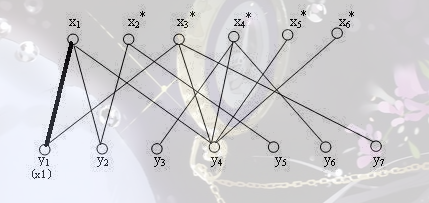 x1 x2* x3* x4* x5* x6*
y1 y2 y3 y4 y5 y6 y7
(x1)